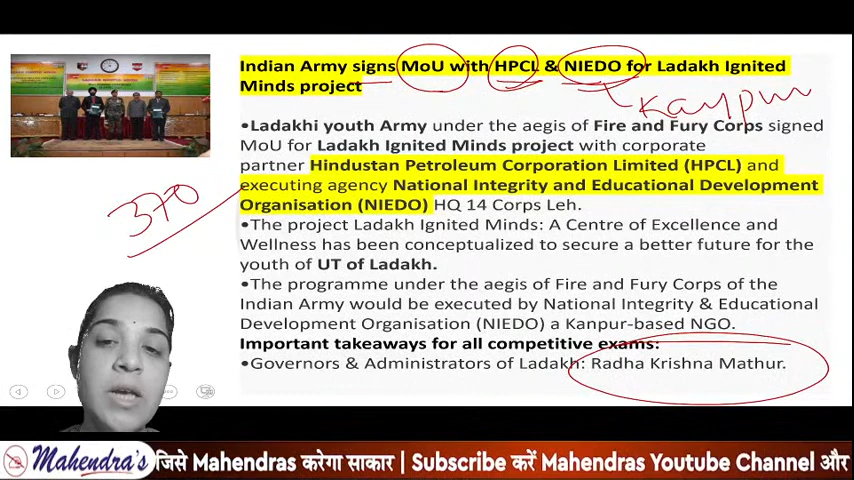 Indian Army signs MoU with HPCL & NIEDO for Ladakh Ignited
Minds project
Kanpur
•Ladakhi youth Army under the aegis of Fire and Fury Corps signed
MoU for Ladakh Ignited Minds project with corporate
partner Hindustan Petroleum Corporation Limited (HPCL) and
executing agency National Integrity and Educational Development
Organisation (NIEDO) HQ 14 Corps Leh.
370
•The project Ladakh Ignited Minds: A Centre of Excellence and
Wellness has been conceptualized to secure a better future for the
youth of UT of Ladakh.
•The programme under the aegis of Fire and Fury Corps of the
Indian Army would be executed by National Integrity & Educational
Development Organisation (NIEDO) a Kanpur-based NGO.
Important takeaways for all competitive exams:
•Governors & Administrators of Ladakh: Radha Krishna Mathur.
Mahendra's जिसे Mahendras करेगा साकार | Subscribe करें Mahendras Youtube Channel और